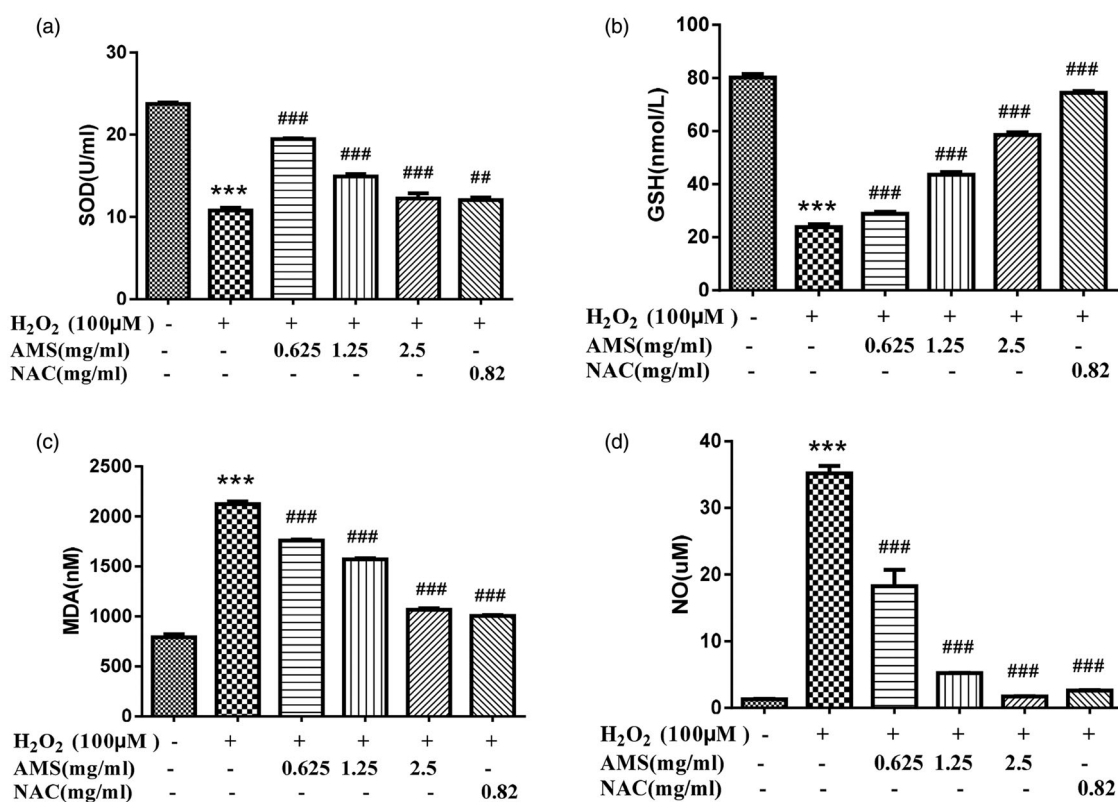 (a)
30
20
10
0
SOD(U/ml)
*** ### ### ### ##
H₂O₂ (100µM ) - + + + + +
AMS(mg/ml) - - 0.625 1.25 2.5 -
NAC(mg/ml) - - - - - 0.82
(b)
100
80
60
40
20
0
GSH(nmol/L)
*** ### ### ### ###
H₂O₂ (100µM ) - + + + + +
AMS(mg/ml) - - 0.625 1.25 2.5 -
NAC(mg/ml) - - - - - 0.82
(c)
2500
2000
1500
1000
500
0
MDA(nM)
*** ### ### ### ###
H₂O₂ (100µM ) - + + + + +
AMS(mg/ml) - - 0.625 1.25 2.5 -
NAC(mg/ml) - - - - - 0.82
(d)
40
30
20
10
0
NO(uM)
*** ### ### ### ###
H₂O₂ (100µM ) - + + + + +
AMS(mg/ml) - - 0.625 1.25 2.5 -
NAC(mg/ml) - - - - - 0.82